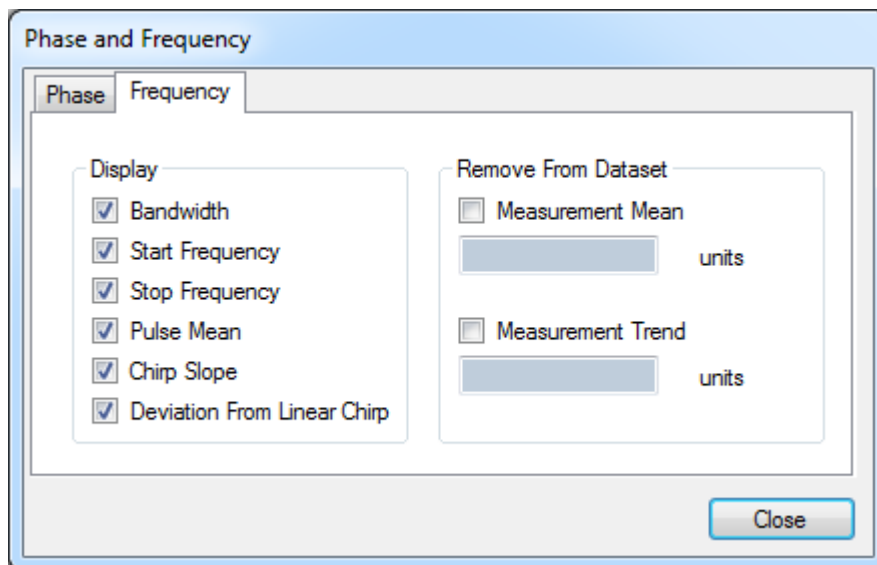 Phase and Frequency
Phase
Frequency
Display
Bandwidth
Start Frequency
Stop Frequency
Pulse Mean
Chirp Slope
Deviation From Linear Chirp
Remove From Dataset
Measurement Mean
units
Measurement Trend
units
Close